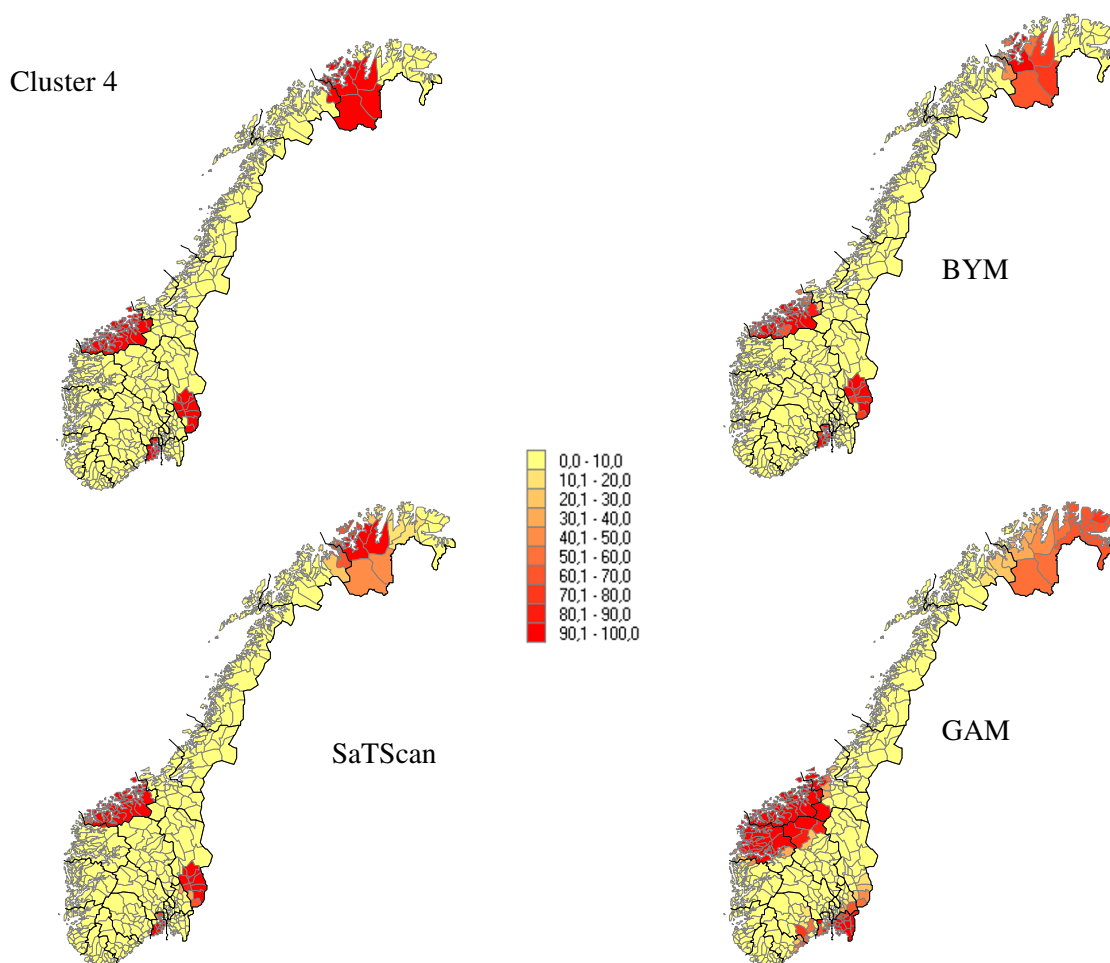 Cluster 4
BYM
0,0 - 10,0
10,1 - 20,0
20,1 - 30,0
30,1 - 40,0
40,1 - 50,0
50,1 - 60,0
60,1 - 70,0
70,1 - 80,0
80,1 - 90,0
90,1 - 100,0
SaTScan
GAM